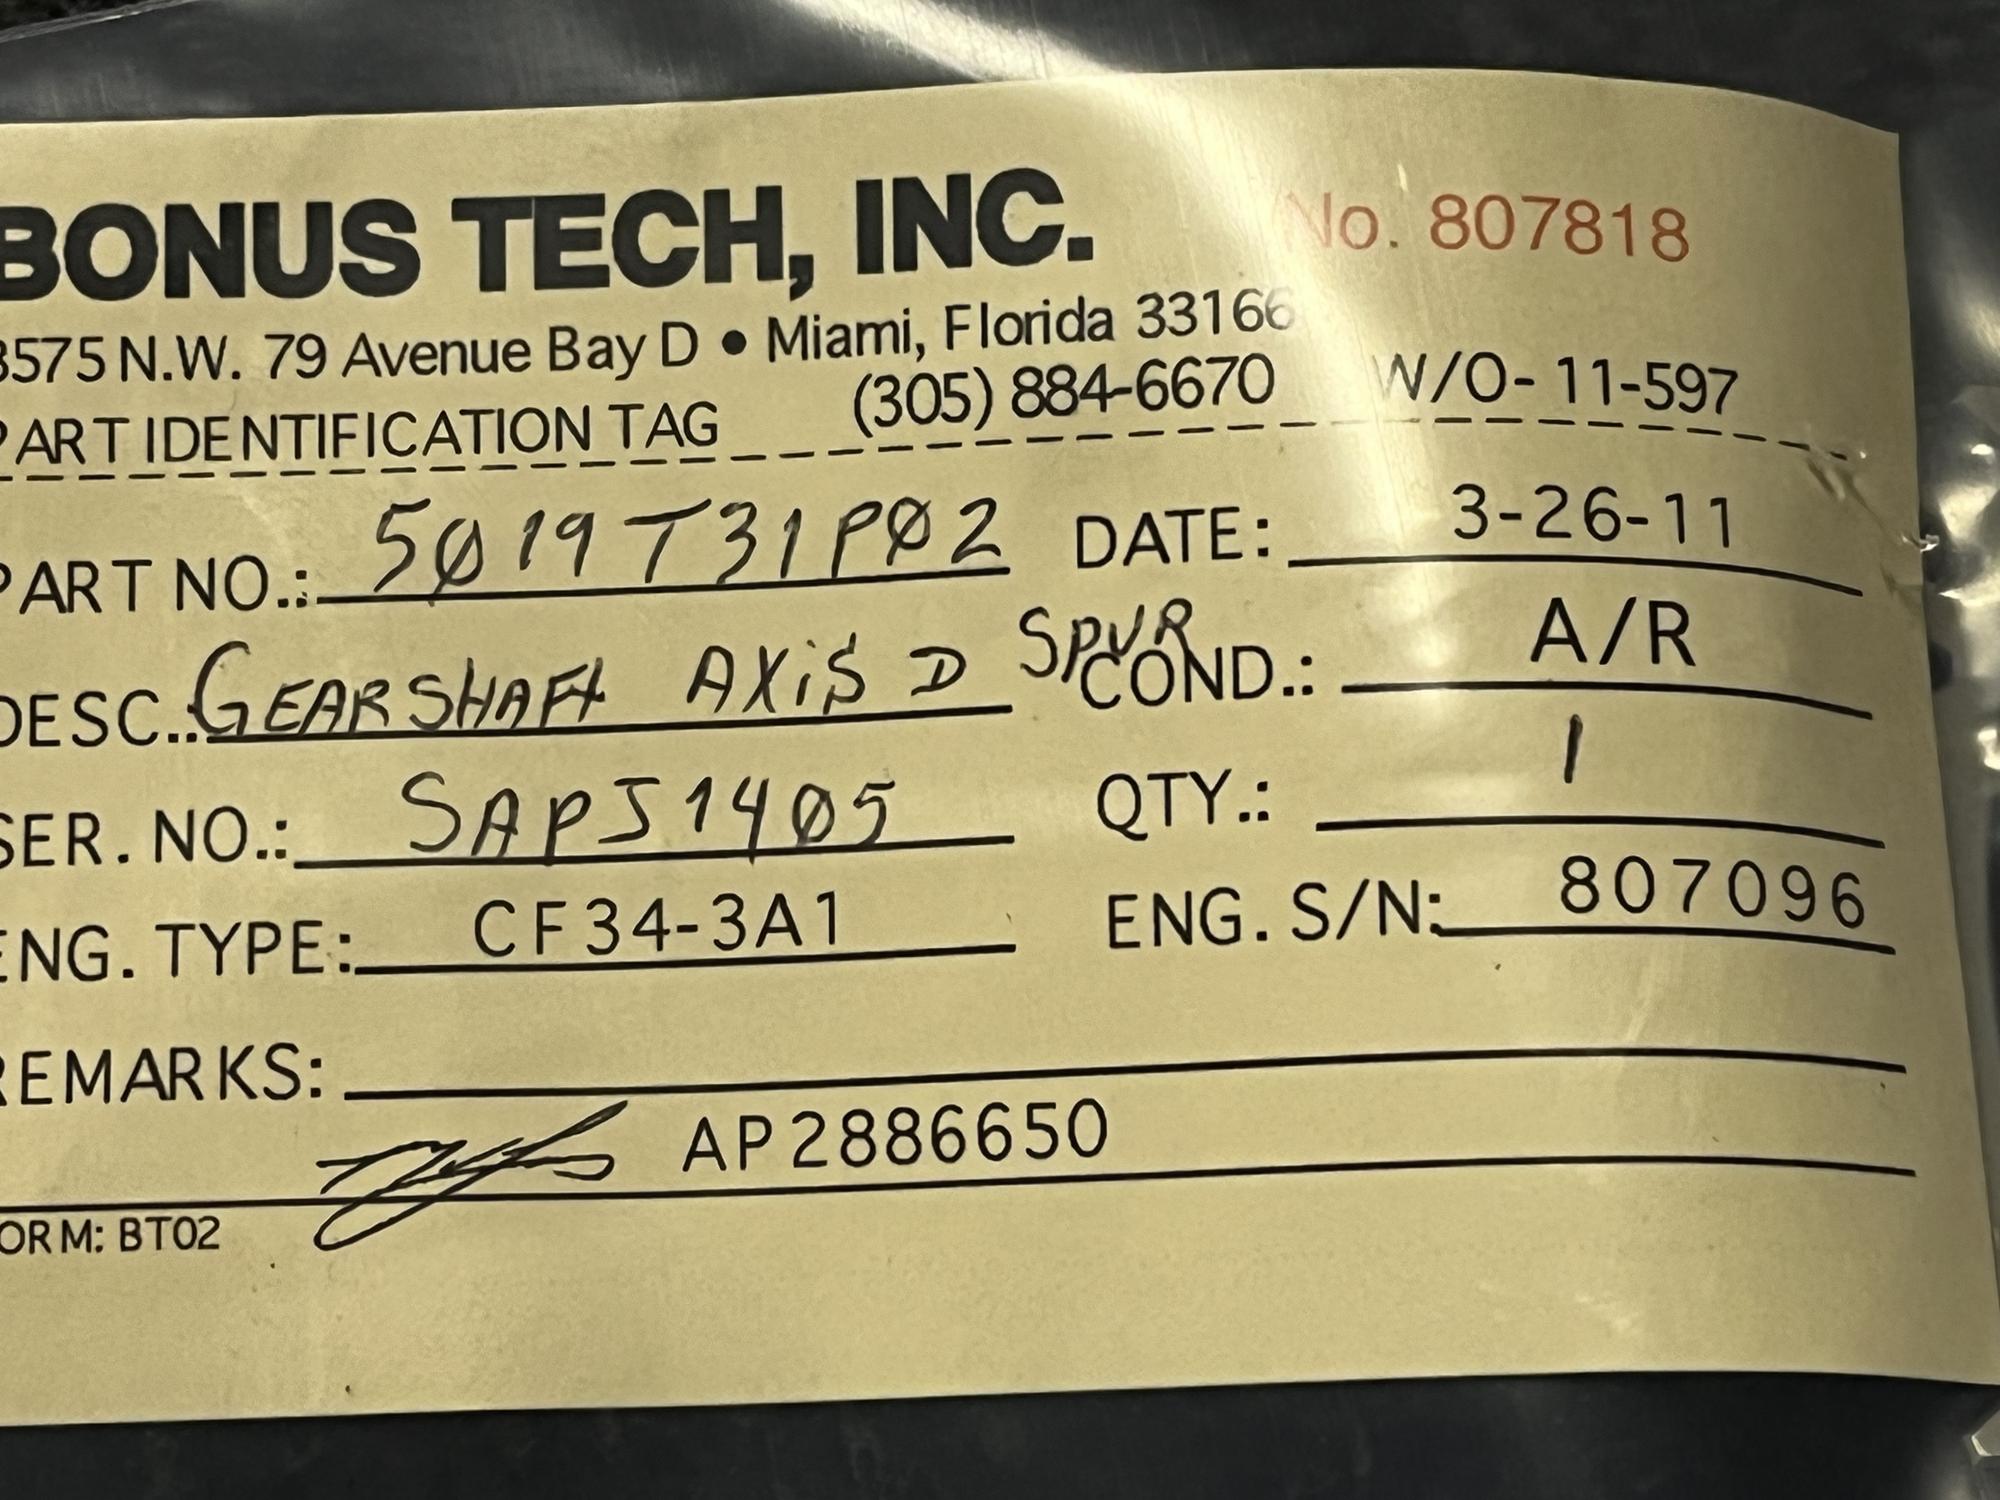 BONUS TECH, INC. No. 807818
3575 N.W. 79 Avenue Bay D • Miami, Florida 33166
PART IDENTIFICATION TAG (305) 884-6670 W/O- 11-597
PART NO.: 5Ø19T31PØ2 DATE: 3-26-11
DESC.: GEARSHAFt AXiS D SPUR COND.: A/R
SER. NO.: SAPJ14Ø5 QTY.: 1
ENG. TYPE: CF34-3A1 ENG. S/N: 807096
REMARKS:
AP2886650
FORM: BT02